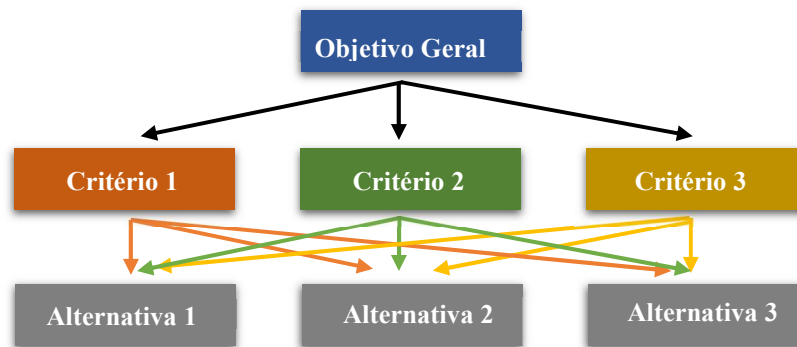 Objetivo Geral
Critério 1
Critério 2
Critério 3
Alternativa 1
Alternativa 2
Alternativa 3